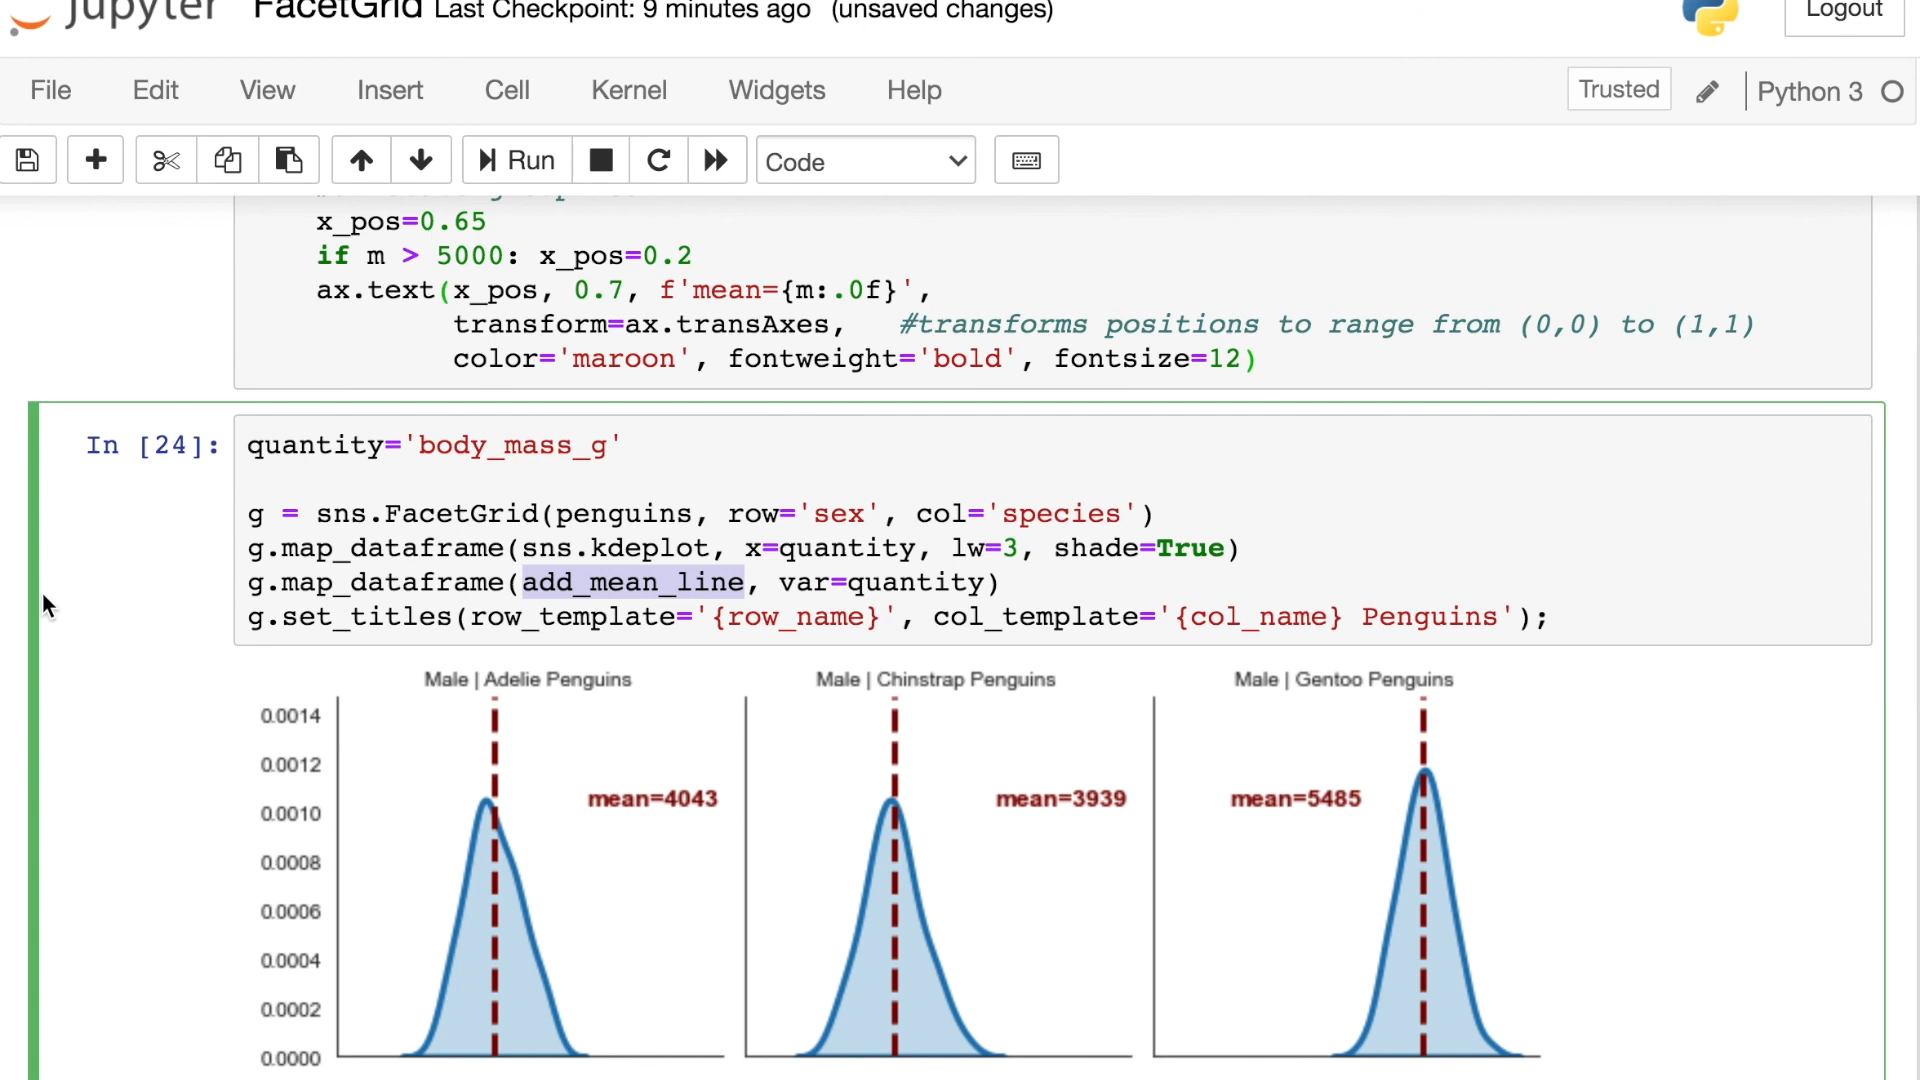 jupyter FacetGrid Last Checkpoint: 9 minutes ago (unsaved changes) Logout
File Edit View Insert Cell Kernel Widgets Help Trusted Python 3
Run Code
x_pos=0.65
if m > 5000: x_pos=0.2
ax.text(x_pos, 0.7, f'mean={m:.0f}',
transform=ax.transAxes, #transforms positions to range from (0,0) to (1,1)
color='maroon', fontweight='bold', fontsize=12)
In [24]: quantity='body_mass_g'
g = sns.FacetGrid(penguins, row='sex', col='species')
g.map_dataframe(sns.kdeplot, x=quantity, lw=3, shade=True)
g.map_dataframe(add_mean_line, var=quantity)
g.set_titles(row_template='{row_name}', col_template='{col_name} Penguins');
Male | Adelie Penguins Male | Chinstrap Penguins Male | Gentoo Penguins
0.0014
0.0012
mean=4043 mean=3939 mean=5485
0.0010
0.0008
0.0006
0.0004
0.0002
0.0000